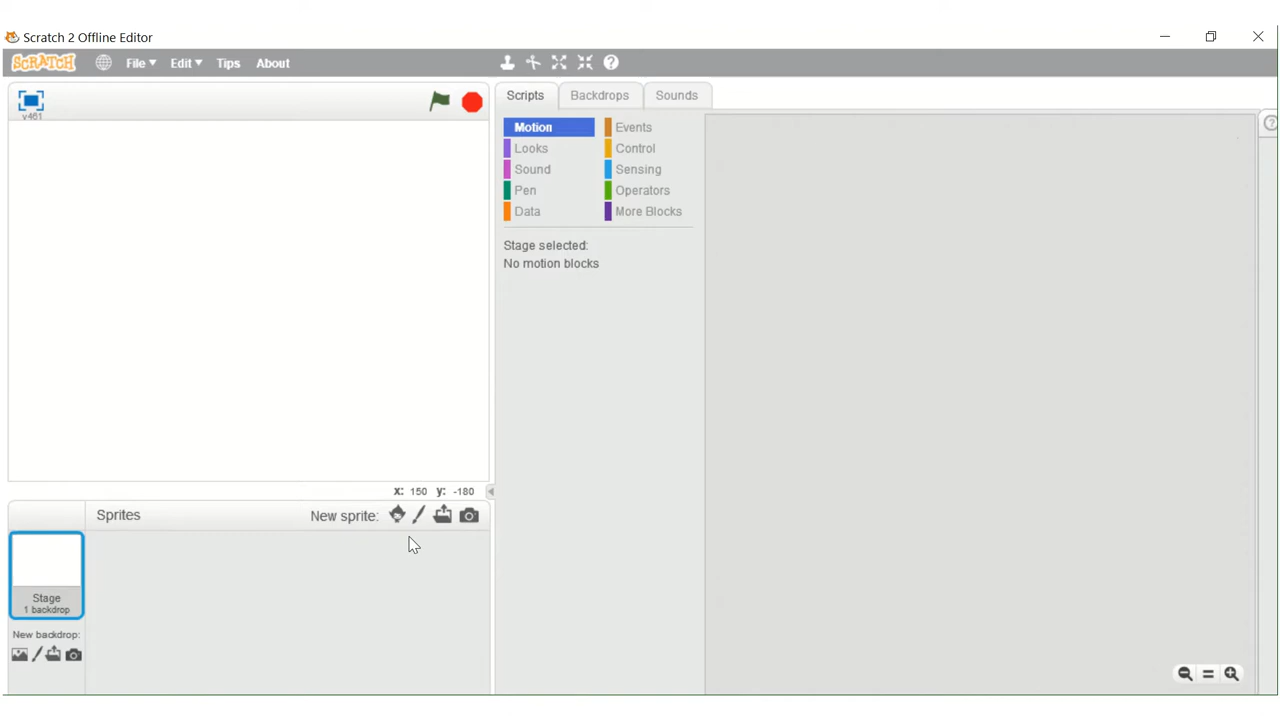 Scratch 2 Offline Editor
SCRATCH File Edit Tips About
v461
Scripts Backdrops Sounds
Motion Events
Looks Control
Sound Sensing
Pen Operators
Data More Blocks
Stage selected:
No motion blocks
x: 150 y: -180
Sprites New sprite:
Stage
1 backdrop
New backdrop: